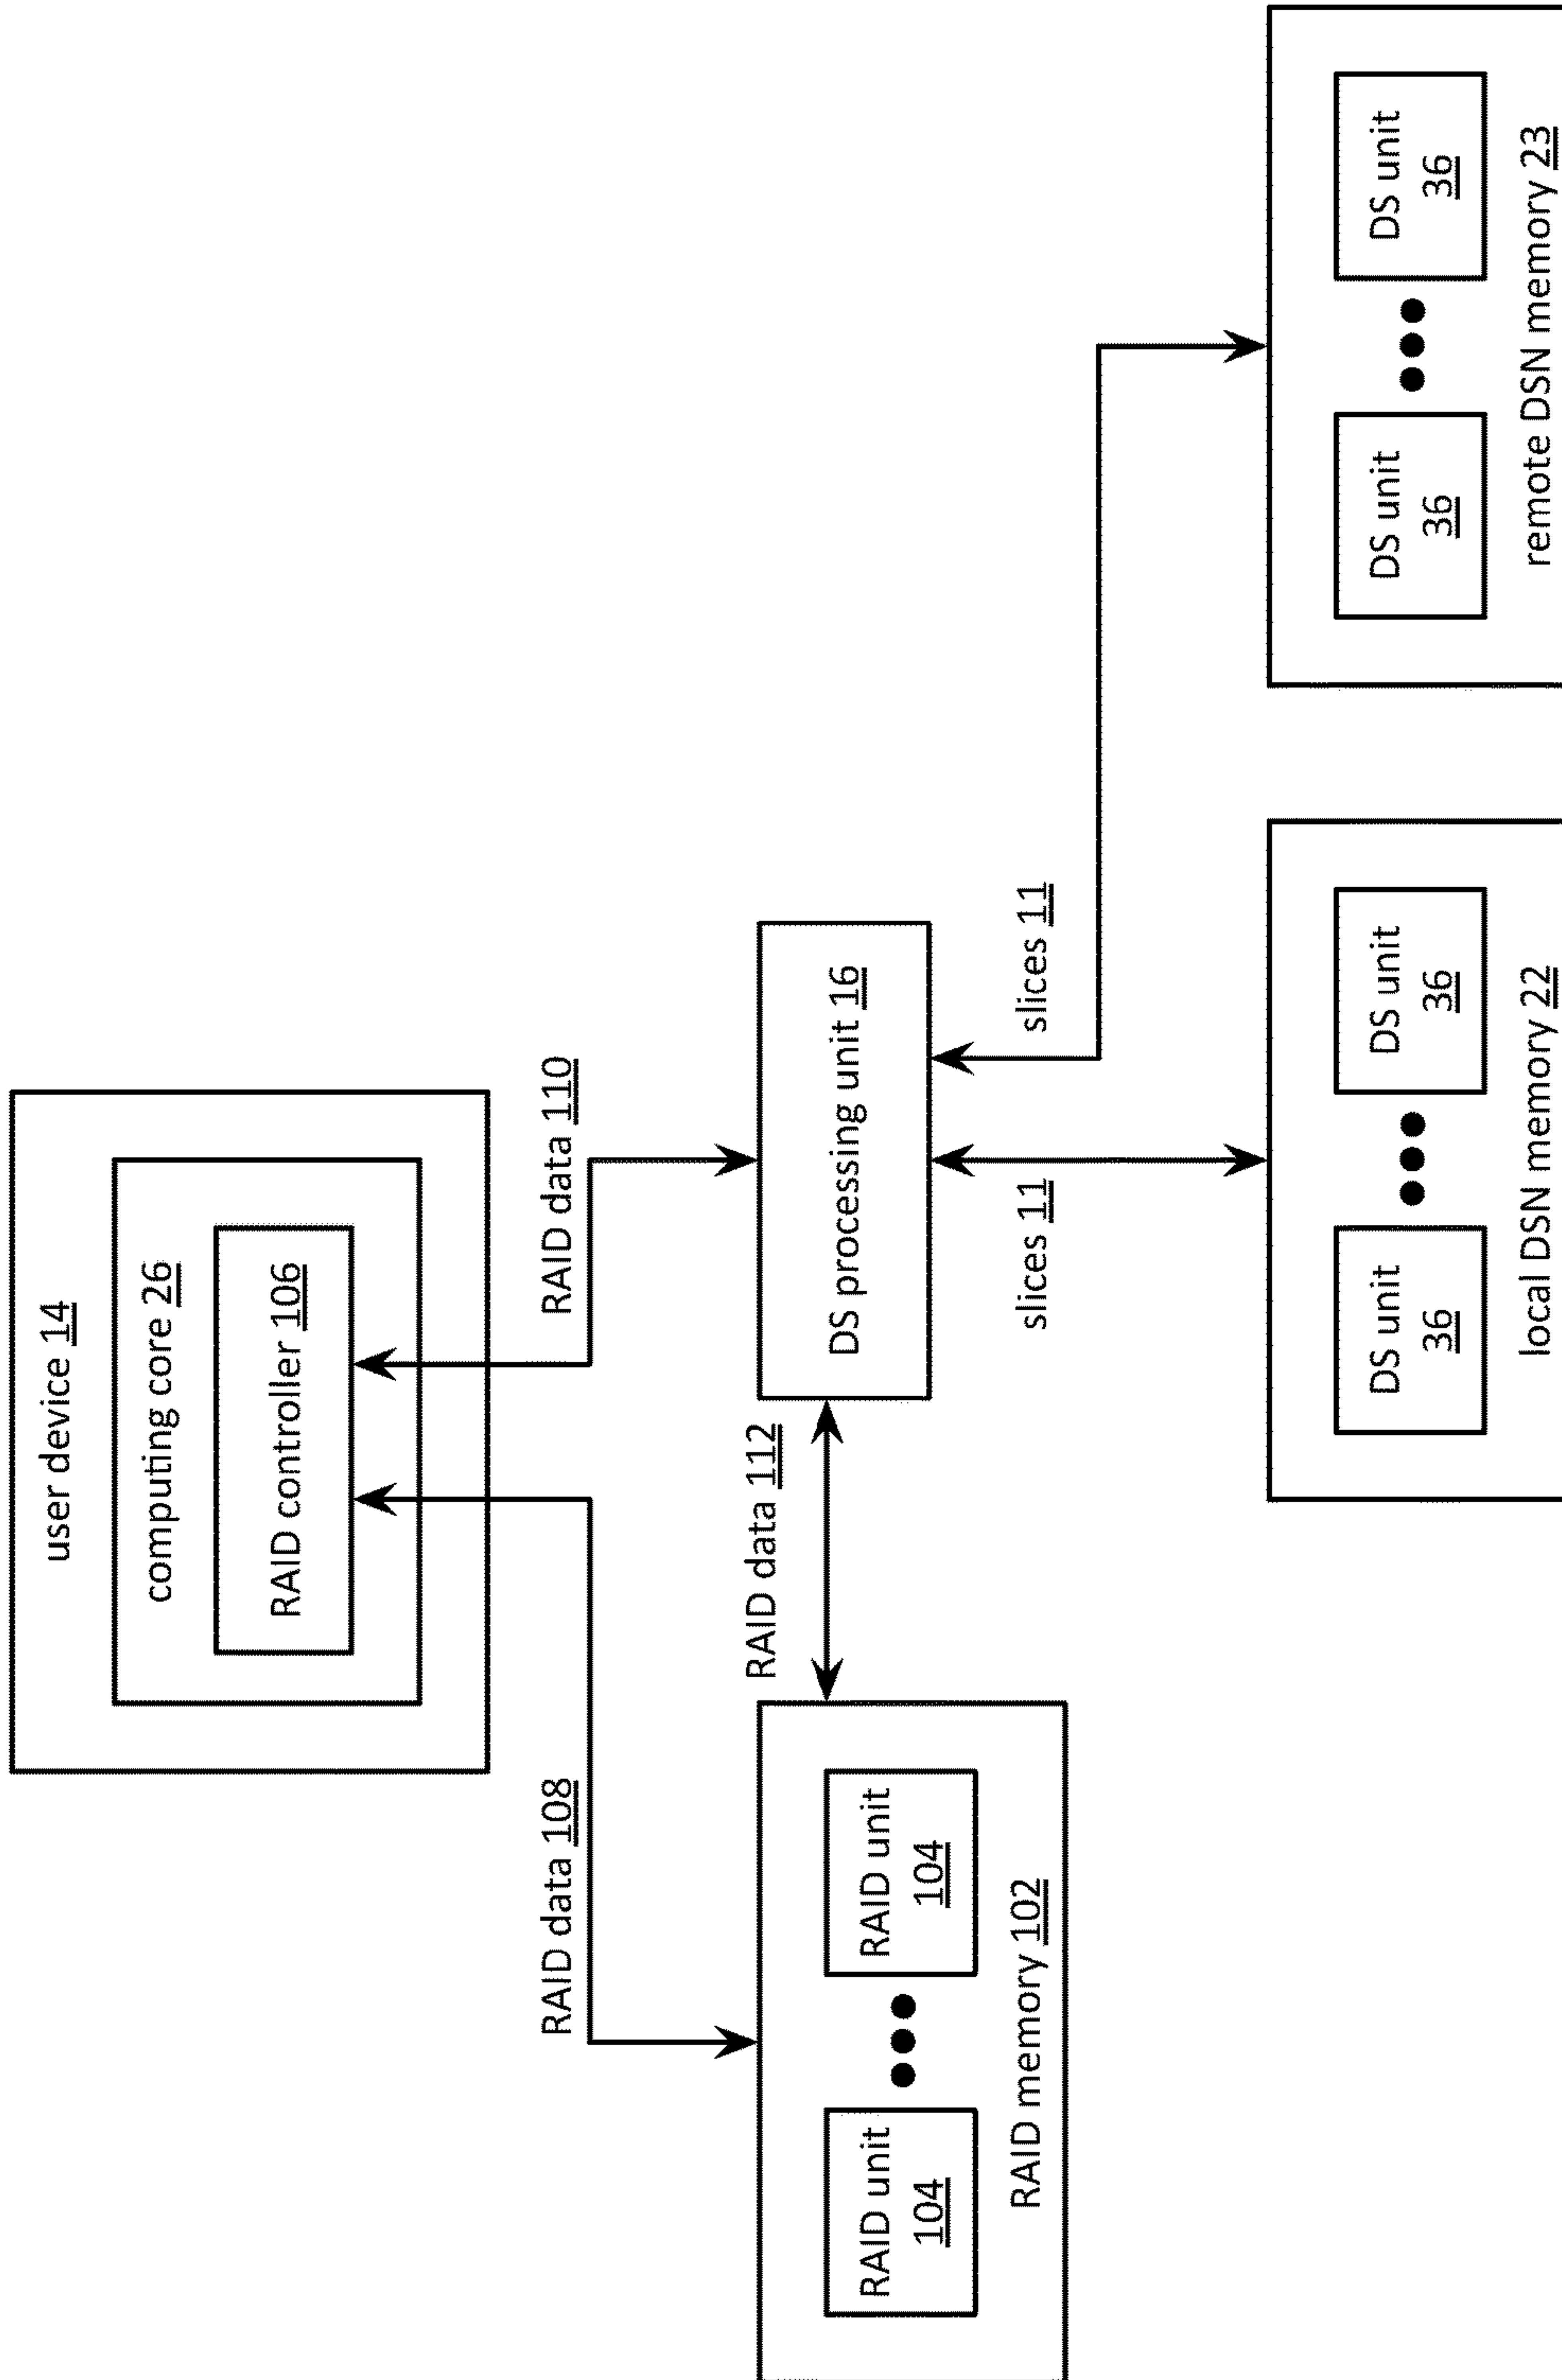 user device 14
computing core 26
RAID controller 106
RAID data 108
RAID data 110
RAID unit
104
RAID unit
104
RAID memory 102
RAID data 112
DS processing unit 16
slices 11
slices 11
DS unit
36
DS unit
36
local DSN memory 22
DS unit
36
DS unit
36
remote DSN memory 23